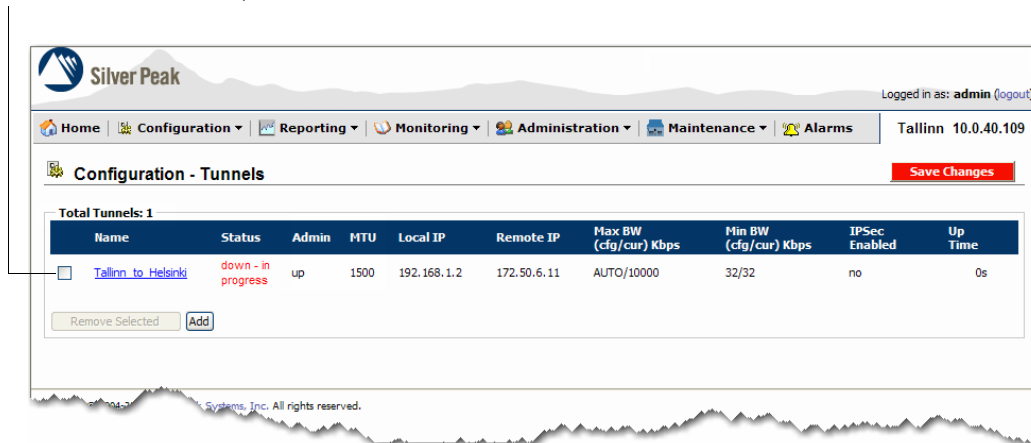 Silver Peak
Logged in as: admin (logout)
Home Configuration Reporting Monitoring Administration Maintenance Alarms Tallinn 10.0.40.109
Configuration - Tunnels
Save Changes
Total Tunnels: 1
Name Status Admin MTU Local IP Remote IP Max BW (cfg/cur) Kbps Min BW (cfg/cur) Kbps IPSec Enabled Up Time
Tallinn_to_Helsinki down - in progress up 1500 192.168.1.2 172.50.6.11 AUTO/10000 32/32 no 0s
Remove Selected Add
Systems, Inc. All rights reserved.